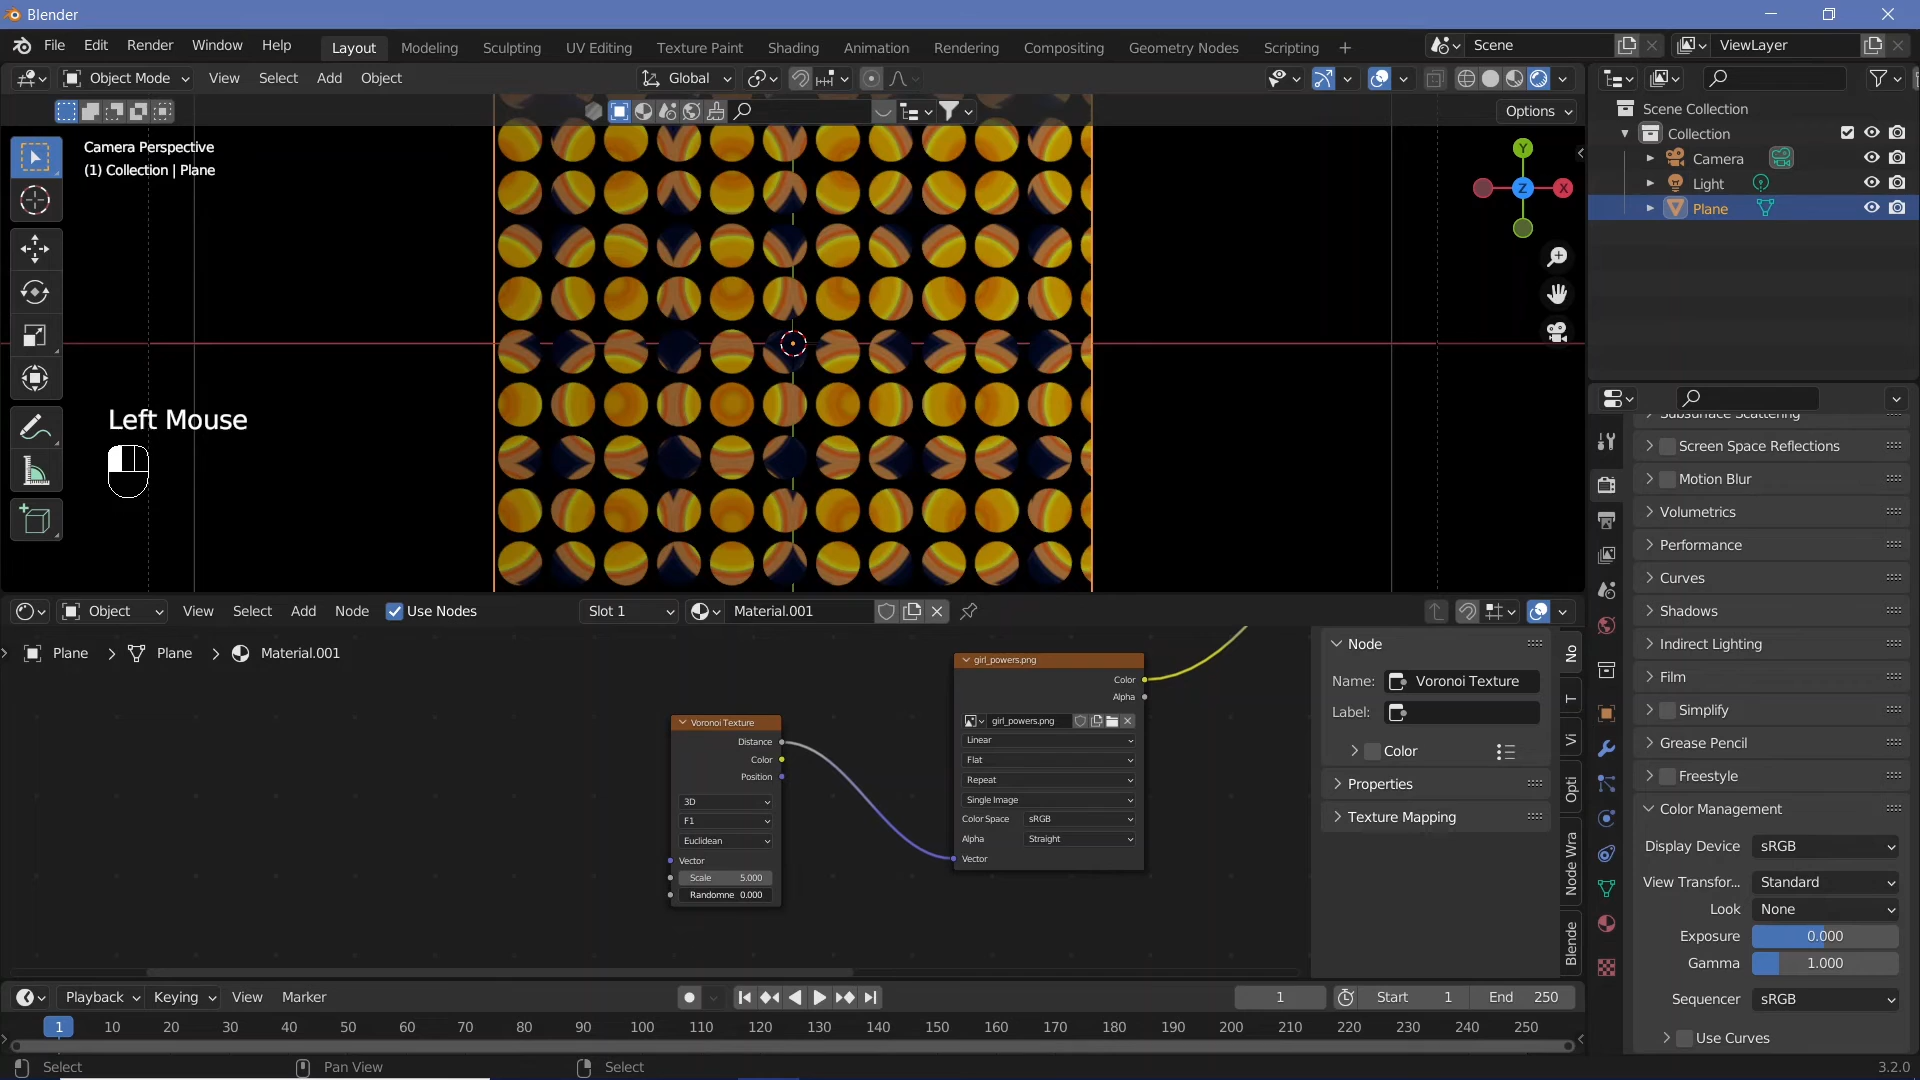 Blender
File Edit Render Window Help
Layout Modeling Sculpting UV Editing Texture Paint Shading Animation Rendering Compositing Geometry Nodes Scripting +
Scene
ViewLayer
Object Mode View Select Add Object
Global
Options
Camera Perspective
(1) Collection | Plane
Y
X
Z
Left Mouse
Scene Collection
Collection
Camera
Light
Plane
Screen Space Reflections
Motion Blur
Volumetrics
Performance
Curves
Shadows
Indirect Lighting
Film
Simplify
Grease Pencil
Freestyle
Color Management
Display Device sRGB
View Transfor... Standard
Look None
Exposure 0.000
Gamma 1.000
Sequencer sRGB
Use Curves
Object View Select Add Node Use Nodes Slot 1 Material.001
Plane > Plane > Material.001
Voronoi Texture
Distance
Color
Position
3D
F1
Euclidean
Vector
Scale 5.000
Randomne 0.000
girl_powers.png
Color
Alpha
girl_powers.png
Linear
Flat
Repeat
Single Image
Color Space sRGB
Alpha Straight
Vector
Node
Name: Voronoi Texture
Label:
Color
Properties
Texture Mapping
No
T
Vi
Opti
Node Wra
Blende
Playback Keying View Marker
1 Start 1 End 250
1 10 20 30 40 50 60 70 80 90 100 110 120 130 140 150 160 170 180 190 200 210 220 230 240 250
Select Pan View Select 3.2.0